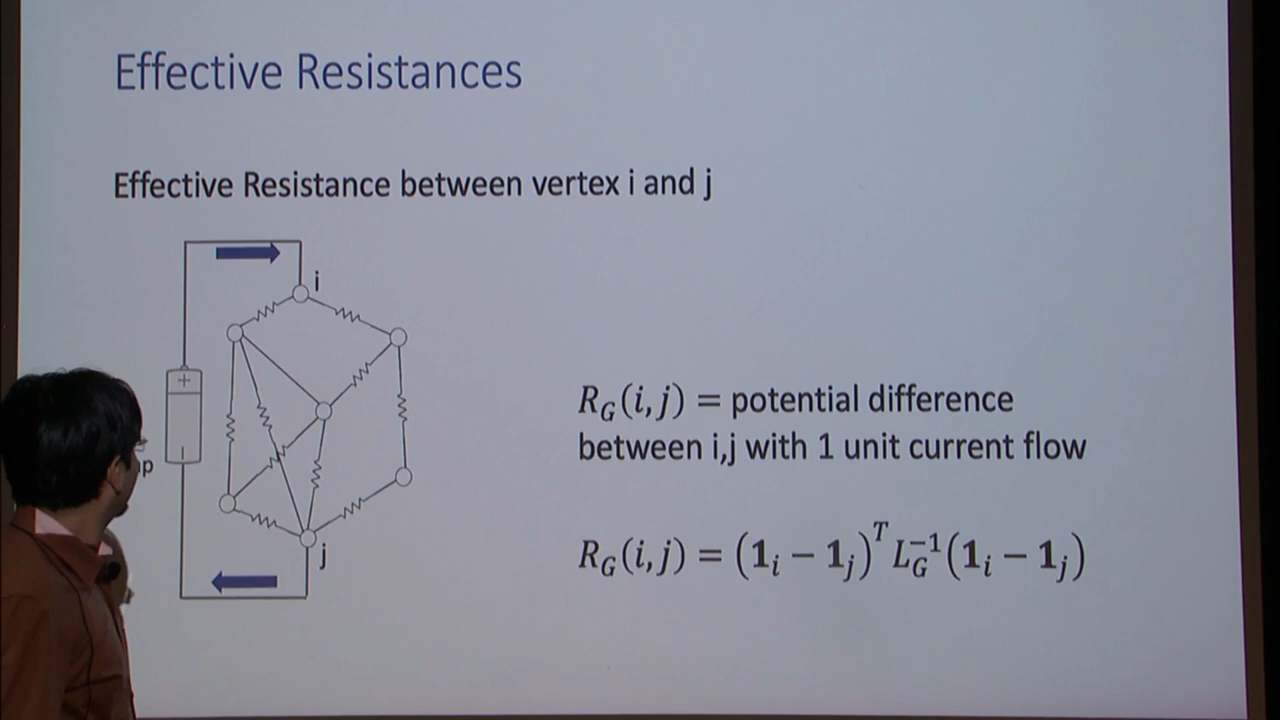 Effective Resistances
Effective Resistance between vertex i and j
i
+
p
j
R_G(i,j) = potential difference
between i,j with 1 unit current flow
R_G(i,j) = (𝟏_i − 𝟏_j)^T L_G^{-1}(𝟏_i − 𝟏_j)